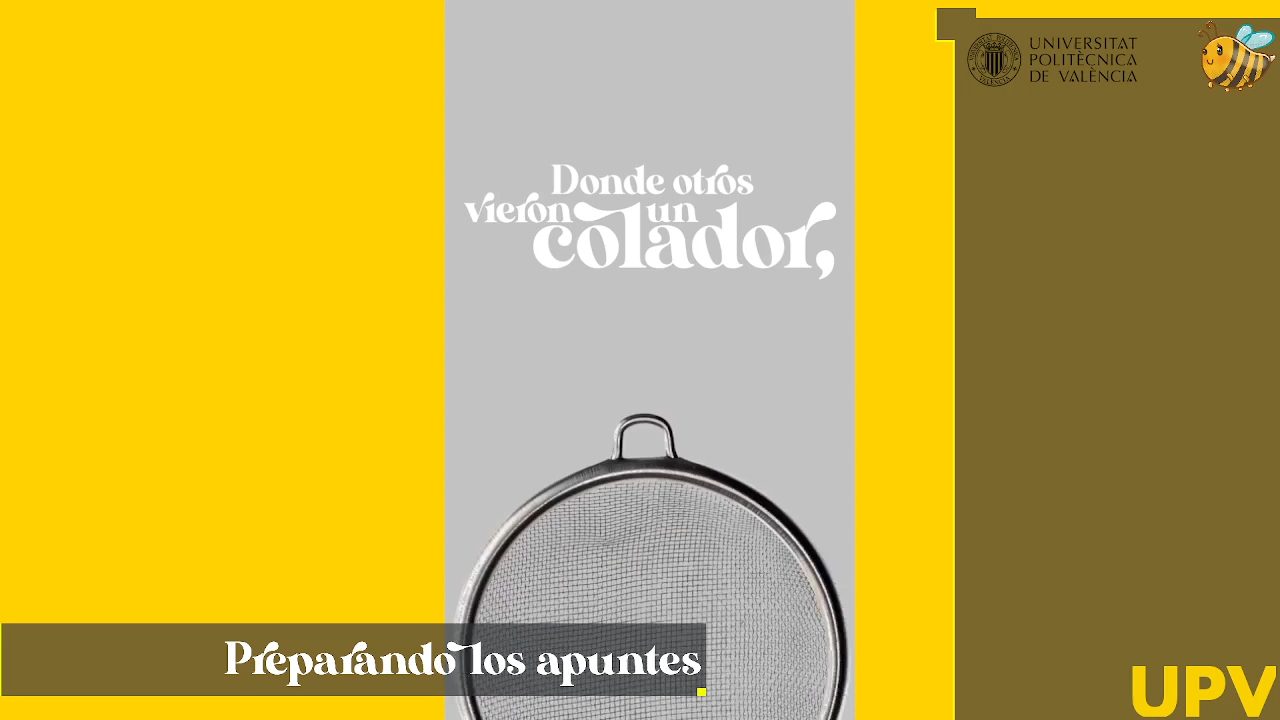 UNIVERSITAT
POLITÈCNICA
DE VALÈNCIA
Donde otros
vieron un
colador,
Preparando los apuntes
UPV